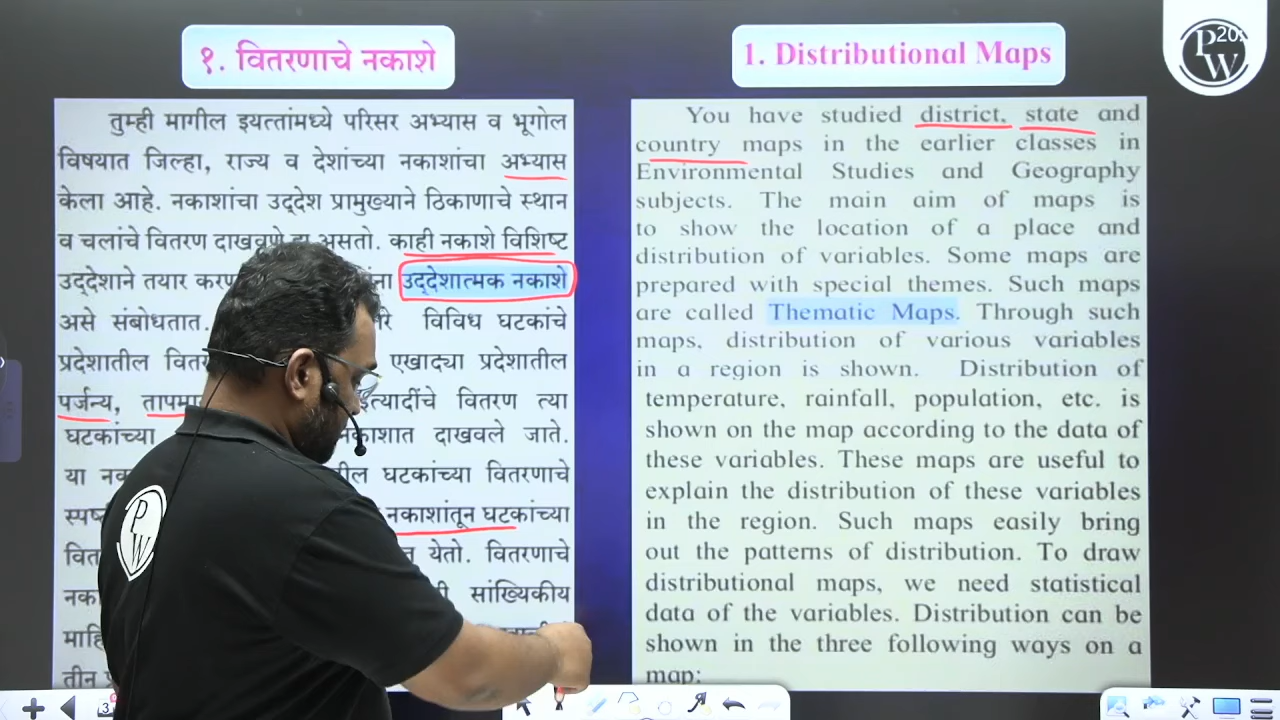 १. वितरणाचे नकाशे
तुम्ही मागील इयत्तांमध्ये परिसर अभ्यास व भूगोल
विषयात जिल्हा, राज्य व देशांच्या नकाशांचा अभ्यास
केला आहे. नकाशांचा उद्देश प्रामुख्याने ठिकाणाचे स्थान
व चलांचे वितरण दाखवणे हा असतो. काही नकाशे विशिष्ट
उद्देशाने तयार उद्देशात्मक नकाशे
असे संबोधतात. विविध घटकांचे
प्रदेशातील एखाद्या प्रदेशातील
पर्जन्य, इत्यादींचे वितरण त्या
घटकांच्या नकाशात दाखवले जाते.
या घटकांच्या वितरणाचे
नकाशांतून घटकांच्या
येतो. वितरणाचे
सांख्यिकीय
तीन
1. Distributional Maps
You have studied district, state and
country maps in the earlier classes in
Environmental Studies and Geography
subjects. The main aim of maps is
to show the location of a place and
distribution of variables. Some maps are
prepared with special themes. Such maps
are called Thematic Maps. Through such
maps, distribution of various variables
in a region is shown. Distribution of
temperature, rainfall, population, etc. is
shown on the map according to the data of
these variables. These maps are useful to
explain the distribution of these variables
in the region. Such maps easily bring
out the patterns of distribution. To draw
distributional maps, we need statistical
data of the variables. Distribution can be
shown in the three following ways on a
map:
P W
20
P W
3